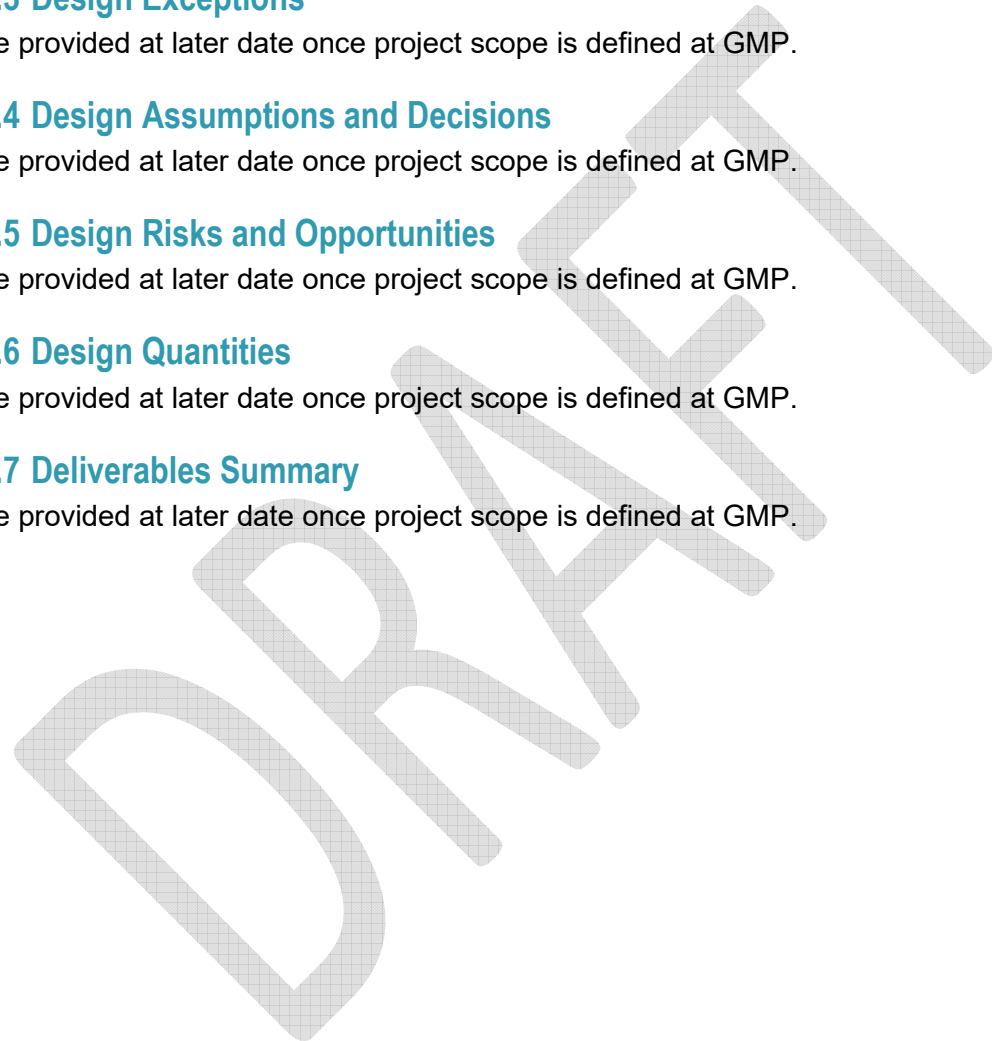 .3 Design Exceptions
e provided at later date once project scope is defined at GMP.
.4 Design Assumptions and Decisions
e provided at later date once project scope is defined at GMP.
.5 Design Risks and Opportunities
e provided at later date once project scope is defined at GMP.
.6 Design Quantities
e provided at later date once project scope is defined at GMP.
.7 Deliverables Summary
e provided at later date once project scope is defined at GMP.
DRAFT